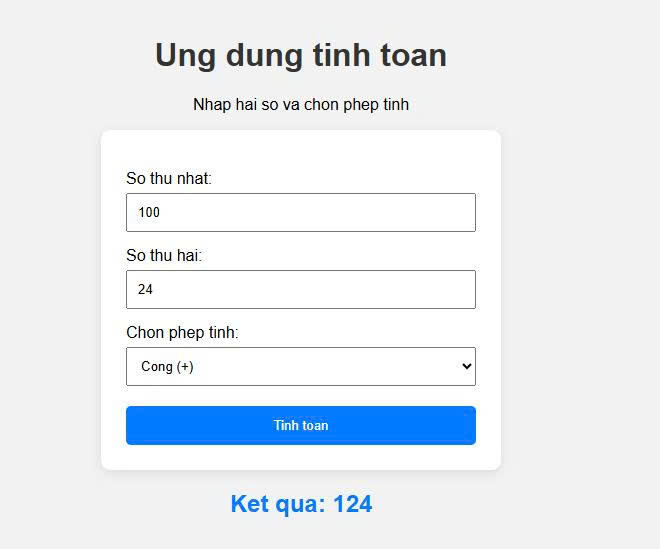 Ung dung tinh toan
Nhap hai so va chon phep tinh
So thu nhat:
100
So thu hai:
24
Chon phep tinh:
Cong (+)
Tinh toan
Ket qua: 124